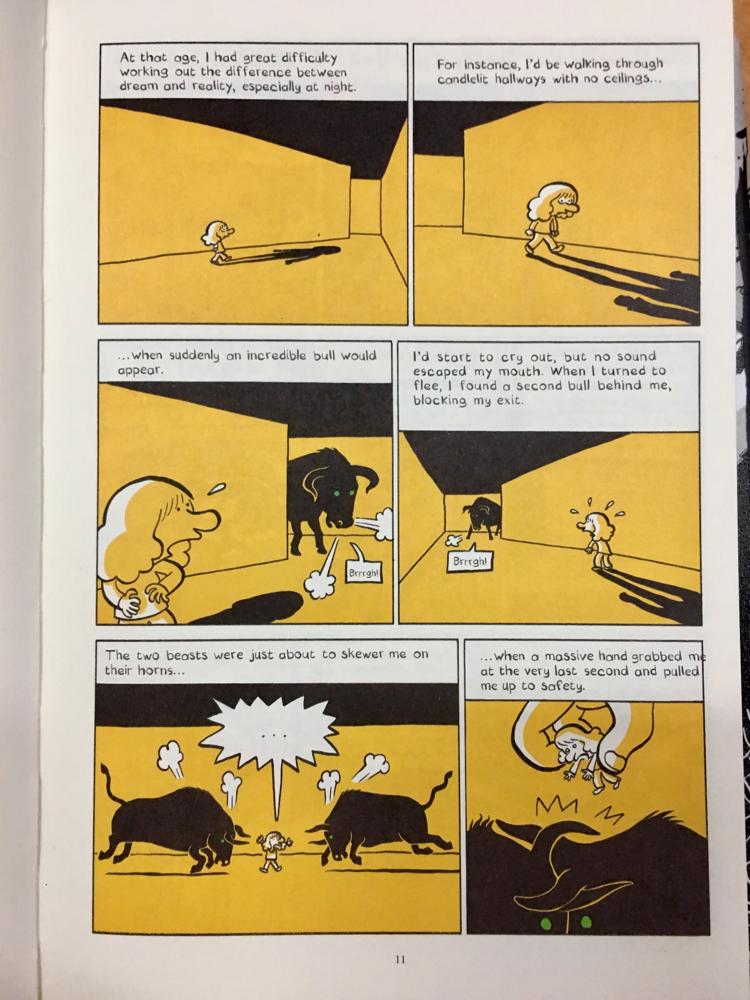 At that age, I had great difficulty
working out the difference between
dream and reality, especially at night.
For instance, I'd be walking through
candlelit hallways with no ceilings...
...when suddenly an incredible bull would
appear.
Brrrgh!
I'd start to cry out, but no sound
escaped my mouth. When I turned to
flee, I found a second bull behind me,
blocking my exit.
Brrrgh!
The two beasts were just about to skewer me on
their horns...
...
...when a massive hand grabbed me
at the very last second and pulled
me up to safety.
11